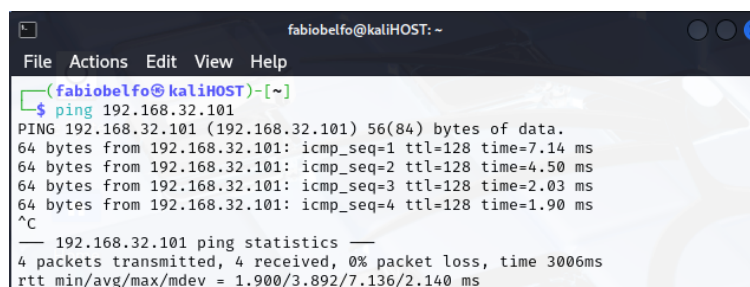 fabiobelfo@kaliHOST: ~
File Actions Edit View Help
┌──(fabiobelfo㉿kaliHOST)-[~]
└─$ ping 192.168.32.101
PING 192.168.32.101 (192.168.32.101) 56(84) bytes of data.
64 bytes from 192.168.32.101: icmp_seq=1 ttl=128 time=7.14 ms
64 bytes from 192.168.32.101: icmp_seq=2 ttl=128 time=4.50 ms
64 bytes from 192.168.32.101: icmp_seq=3 ttl=128 time=2.03 ms
64 bytes from 192.168.32.101: icmp_seq=4 ttl=128 time=1.90 ms
^C
--- 192.168.32.101 ping statistics ---
4 packets transmitted, 4 received, 0% packet loss, time 3006ms
rtt min/avg/max/mdev = 1.900/3.892/7.136/2.140 ms